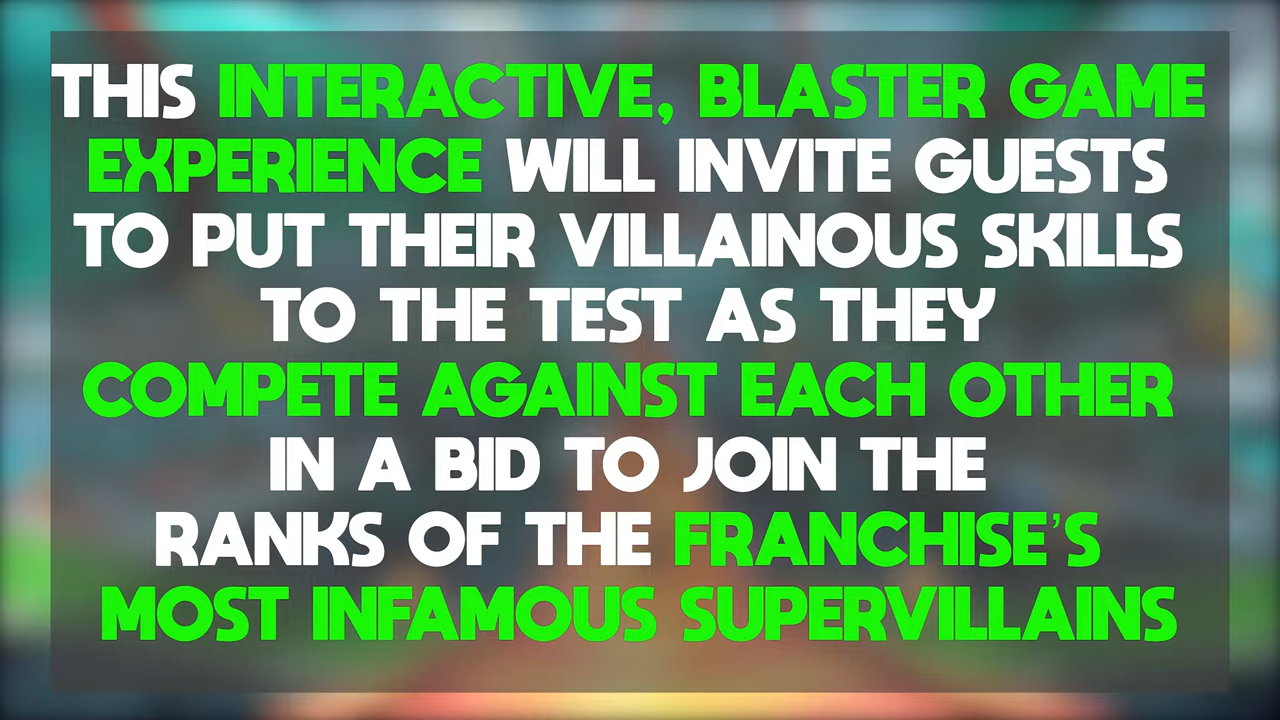 THIS INTERACTIVE, BLASTER GAME
EXPERIENCE WILL INVITE GUESTS
TO PUT THEIR VILLAINOUS SKILLS
TO THE TEST AS THEY
COMPETE AGAINST EACH OTHER
IN A BID TO JOIN THE
RANKS OF THE FRANCHISE'S
MOST INFAMOUS SUPERVILLAINS